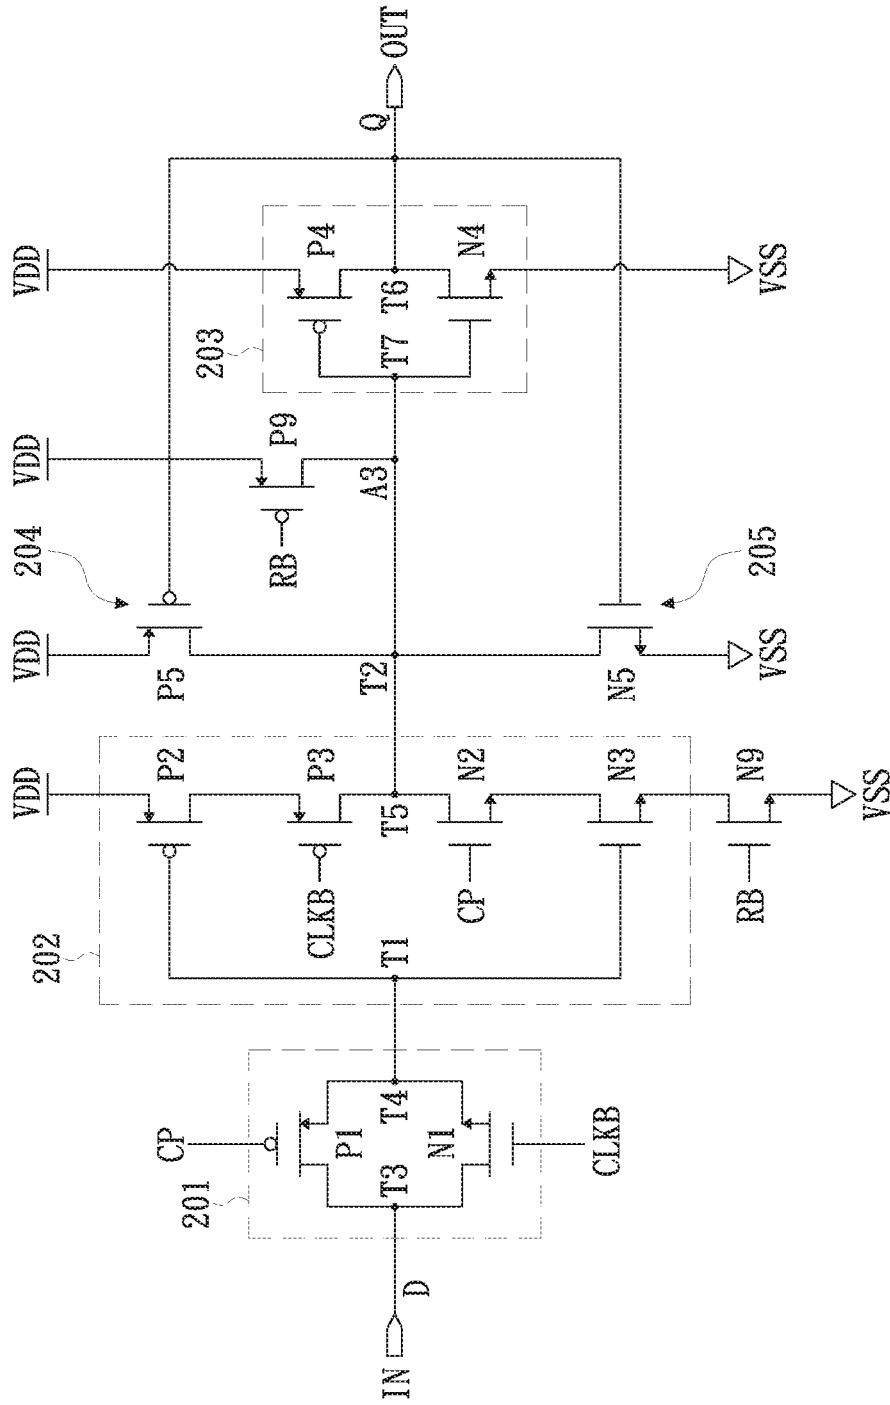 VDD
VDD
VDD
VDD
202
204
203
CP
P2
P5
P9
P4
201
CLKB
P3
RB
P1
IN
D
T3
T4
T1
T5
T2
A3
T7
T6
Q
OUT
N1
CP
N2
N4
CLKB
N3
N5
RB
N9
205
VSS
VSS
VSS